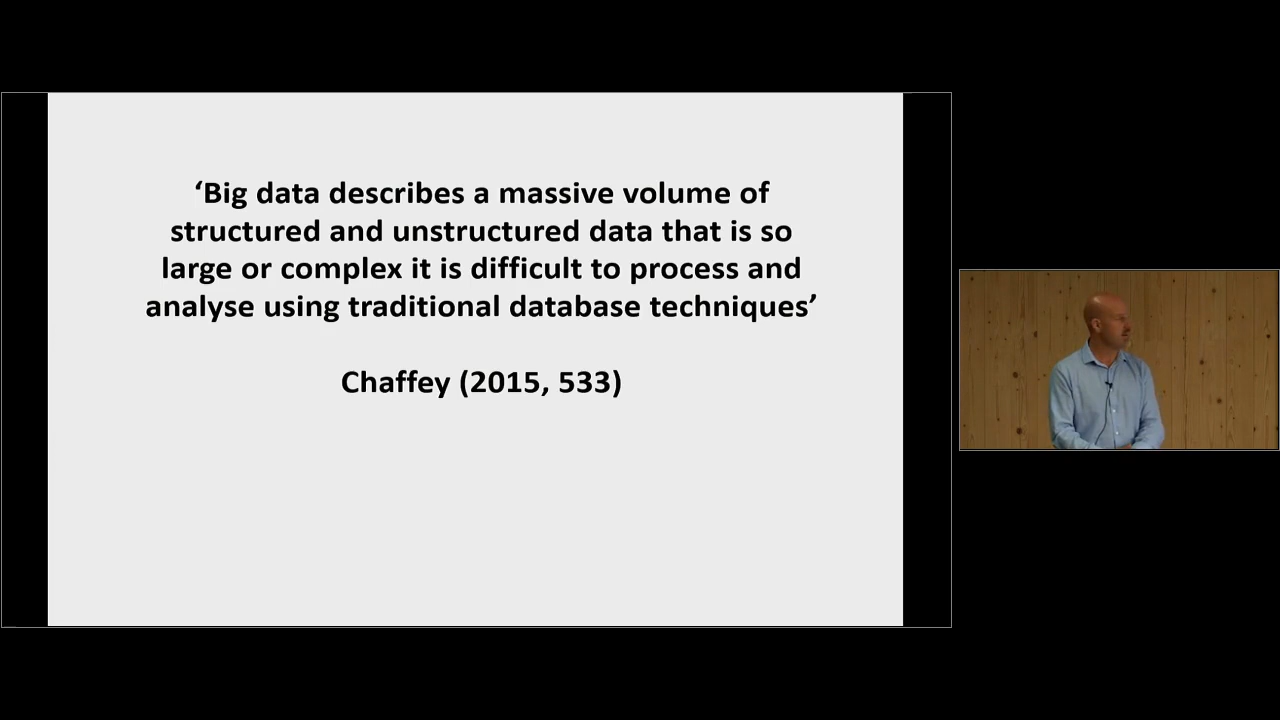 ‘Big data describes a massive volume of
structured and unstructured data that is so
large or complex it is difficult to process and
analyse using traditional database techniques’
Chaffey (2015, 533)